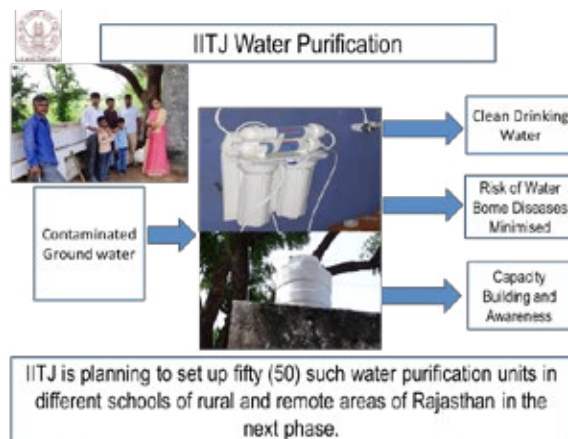 IITJ Water Purification
Contaminated
Ground water
Clean Drinking
Water
Risk of Water
Borne Diseases
Minimised
Capacity
Building and
Awareness
IITJ is planning to set up fifty (50) such water purification units in
different schools of rural and remote areas of Rajasthan in the
next phase.